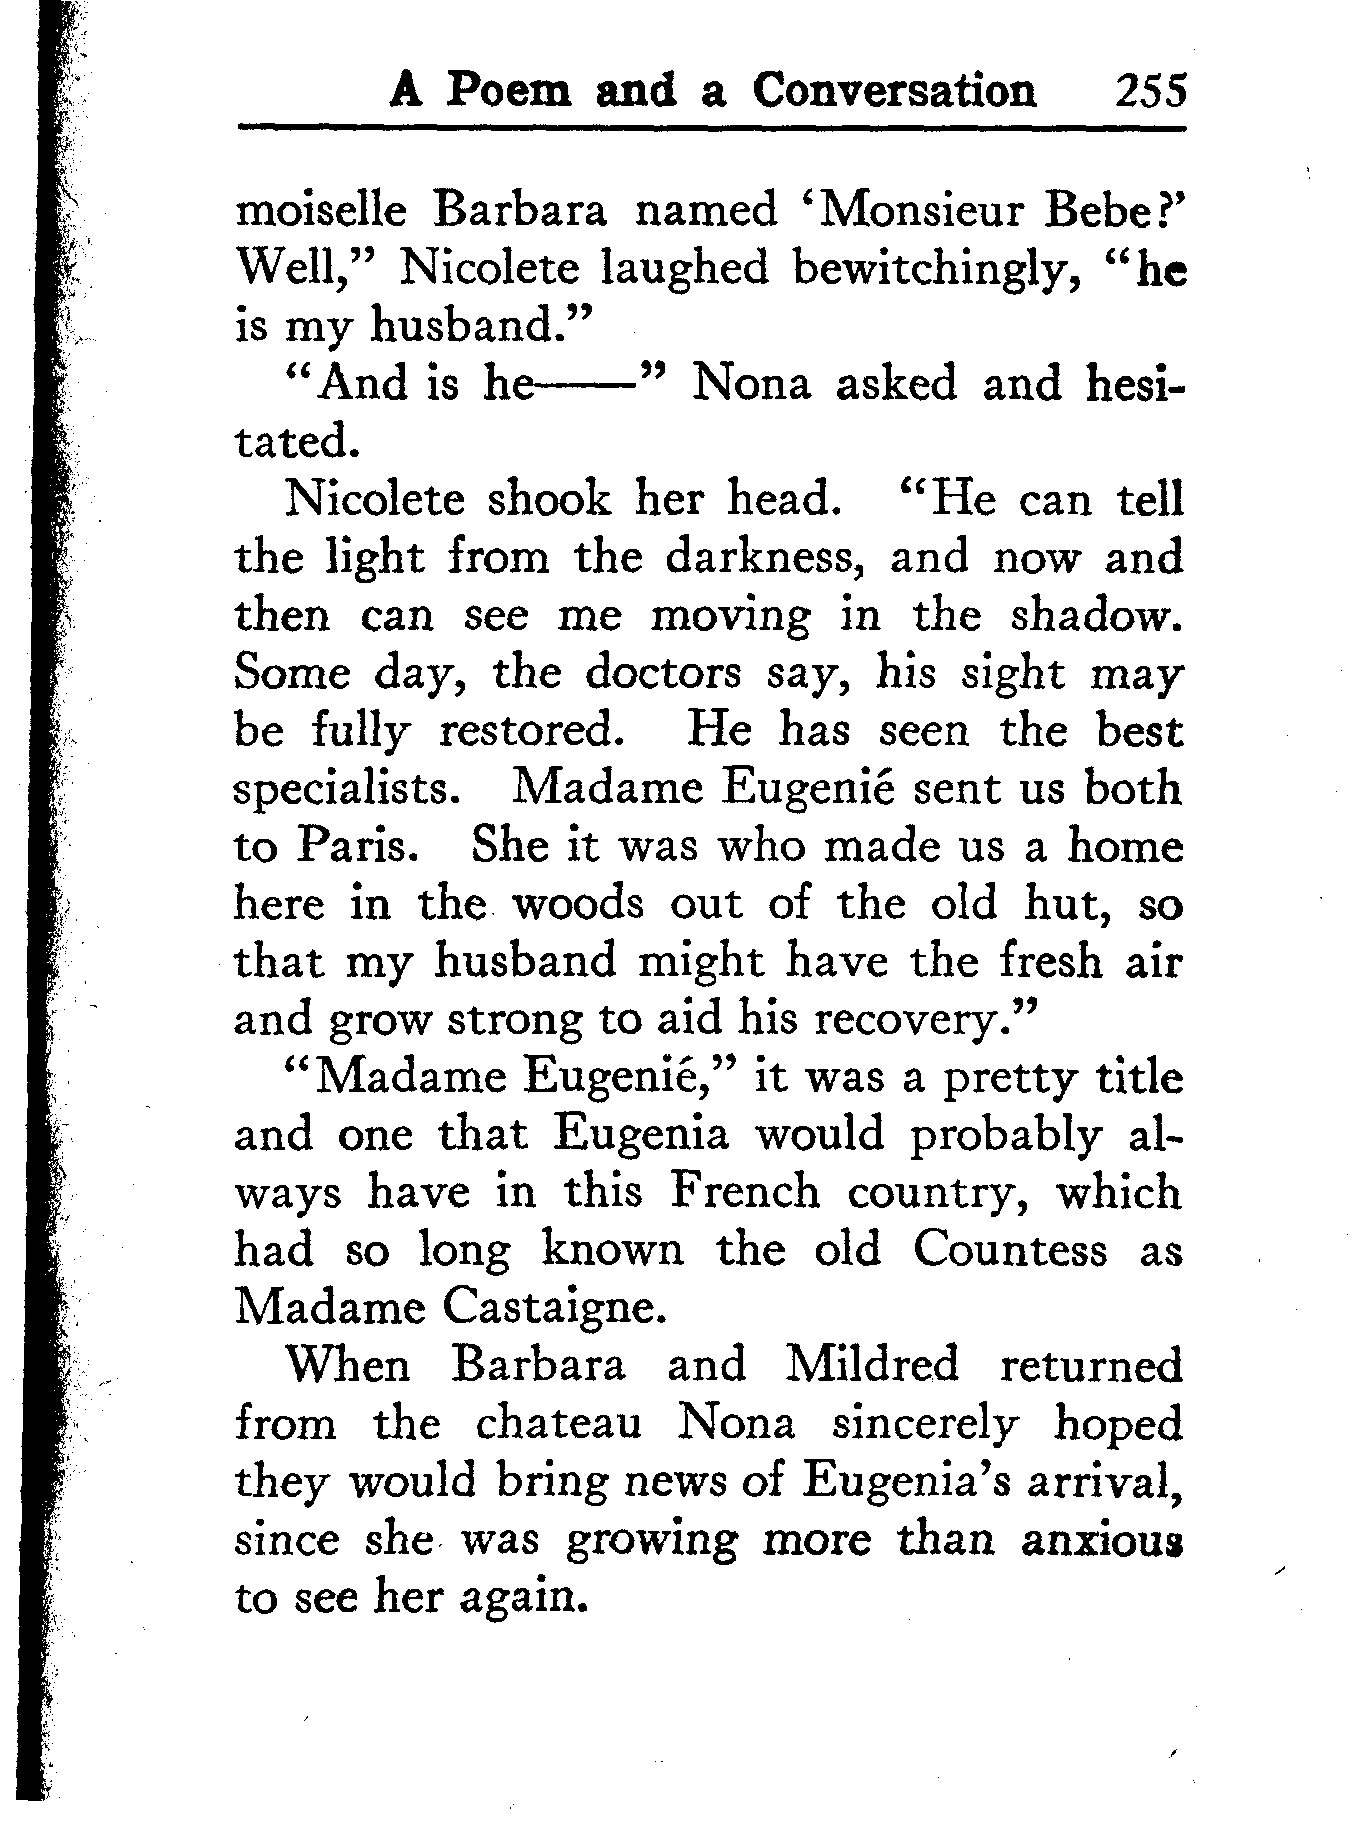 A Poem and a Conversation 255
moiselle Barbara named ‘Monsieur Bebe?’
Well,” Nicolete laughed bewitchingly, “he
is my husband.”
“And is he——” Nona asked and hesi-
tated.
Nicolete shook her head. “He can tell
the light from the darkness, and now and
then can see me moving in the shadow.
Some day, the doctors say, his sight may
be fully restored. He has seen the best
specialists. Madame Eugenié sent us both
to Paris. She it was who made us a home
here in the woods out of the old hut, so
that my husband might have the fresh air
and grow strong to aid his recovery.”
“Madame Eugenié,” it was a pretty title
and one that Eugenia would probably al-
ways have in this French country, which
had so long known the old Countess as
Madame Castaigne.
When Barbara and Mildred returned
from the chateau Nona sincerely hoped
they would bring news of Eugenia’s arrival,
since she was growing more than anxious
to see her again.